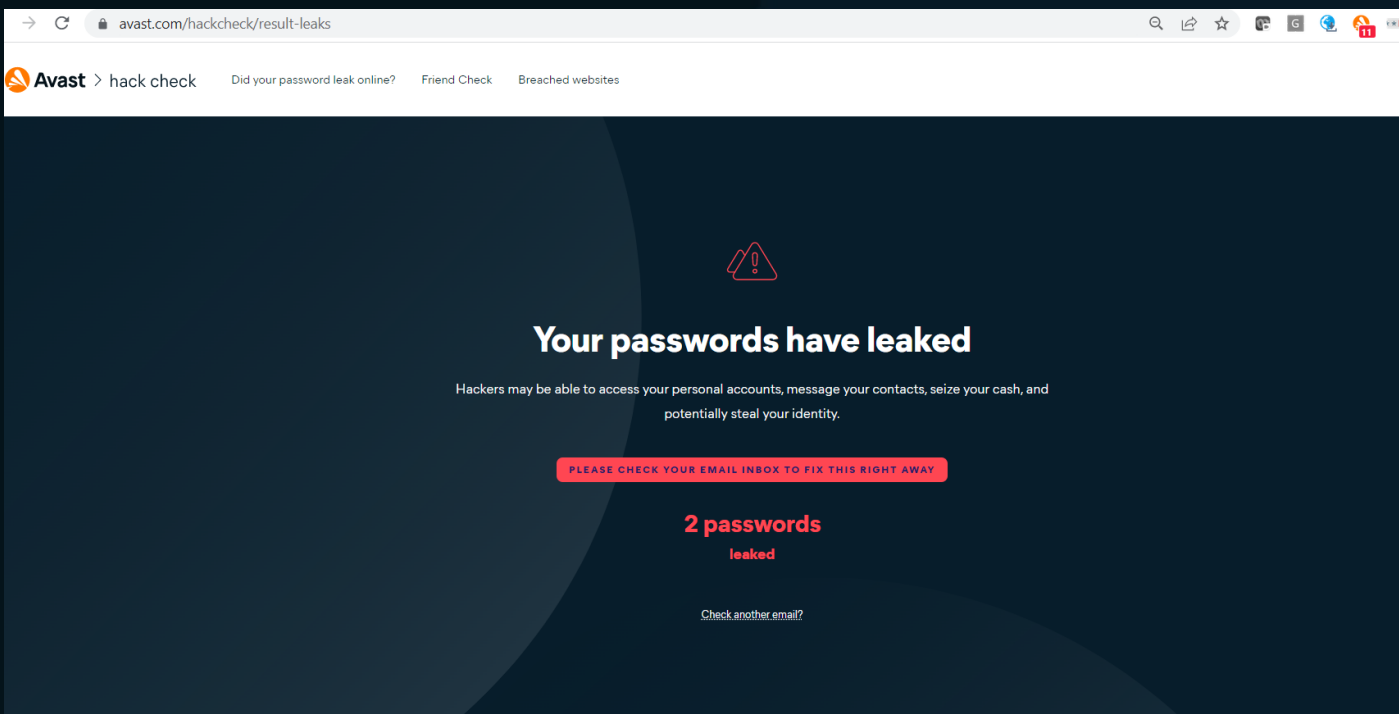 avast.com/hackcheck/result-leaks
G
11
Avast > hack check Did your password leak online? Friend Check Breached websites
Your passwords have leaked
Hackers may be able to access your personal accounts, message your contacts, seize your cash, and
potentially steal your identity.
PLEASE CHECK YOUR EMAIL INBOX TO FIX THIS RIGHT AWAY
2 passwords
leaked
Check another email?